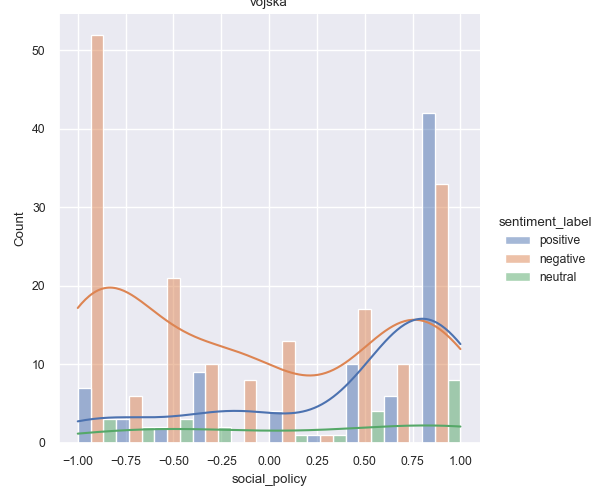 vojska
50
40
30
20
10
0
Count
−1.00 −0.75 −0.50 −0.25 0.00 0.25 0.50 0.75 1.00
social_policy
sentiment_label
positive
negative
neutral